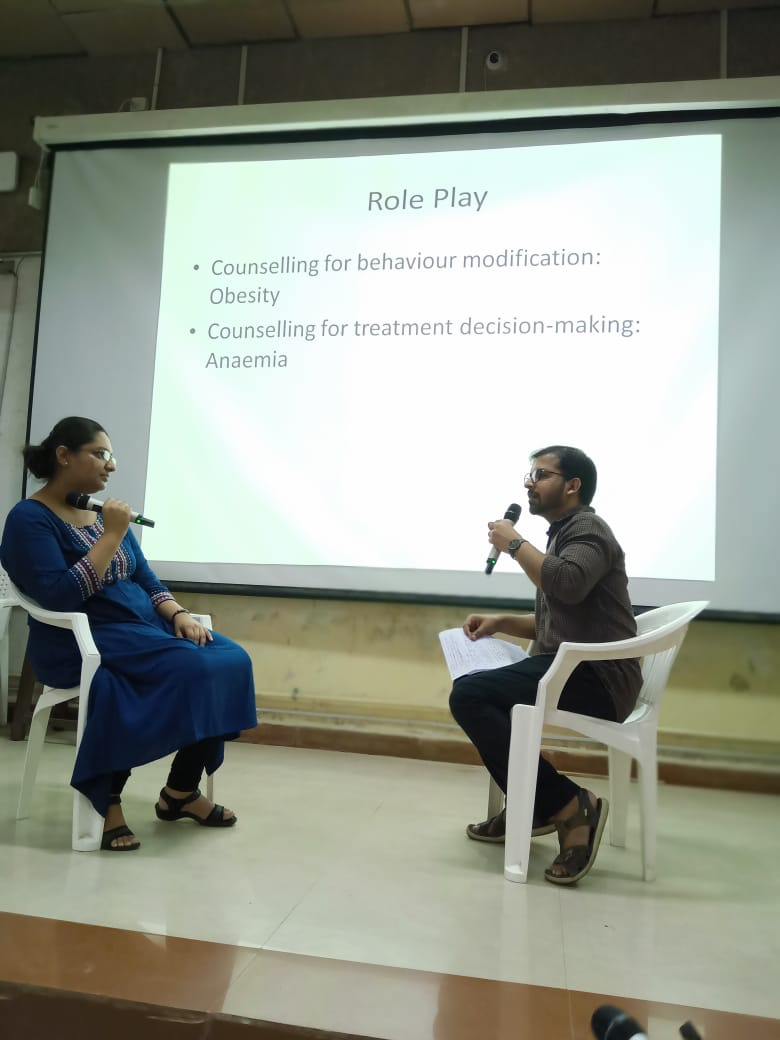 Role Play
• Counselling for behaviour modification:
Obesity
• Counselling for treatment decision-making:
Anaemia